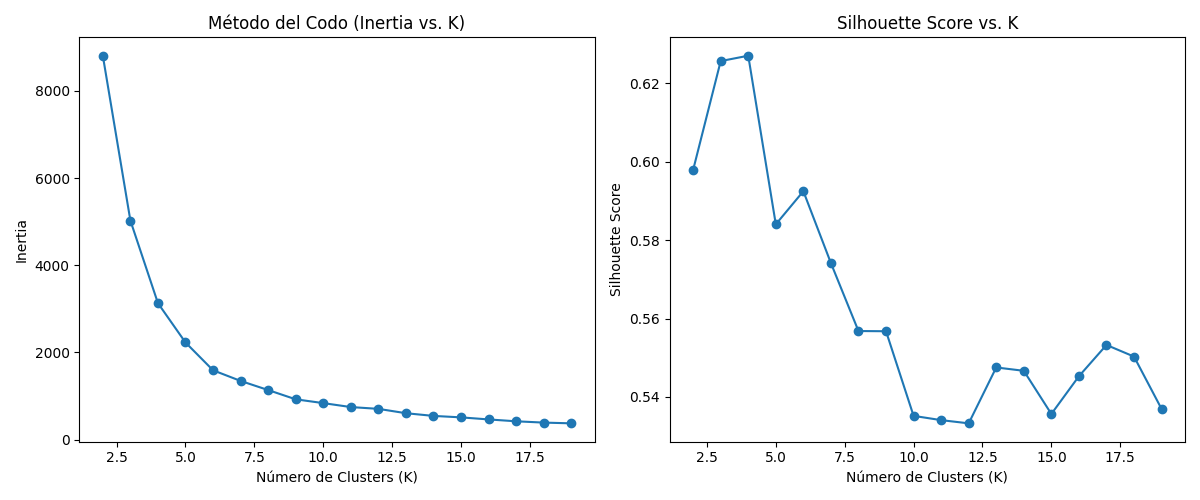 Método del Codo (Inertia vs. K)
8000
6000
4000
2000
0
Inertia
2.5 5.0 7.5 10.0 12.5 15.0 17.5
Número de Clusters (K)
Silhouette Score vs. K
0.62
0.60
0.58
0.56
0.54
Silhouette Score
2.5 5.0 7.5 10.0 12.5 15.0 17.5
Número de Clusters (K)